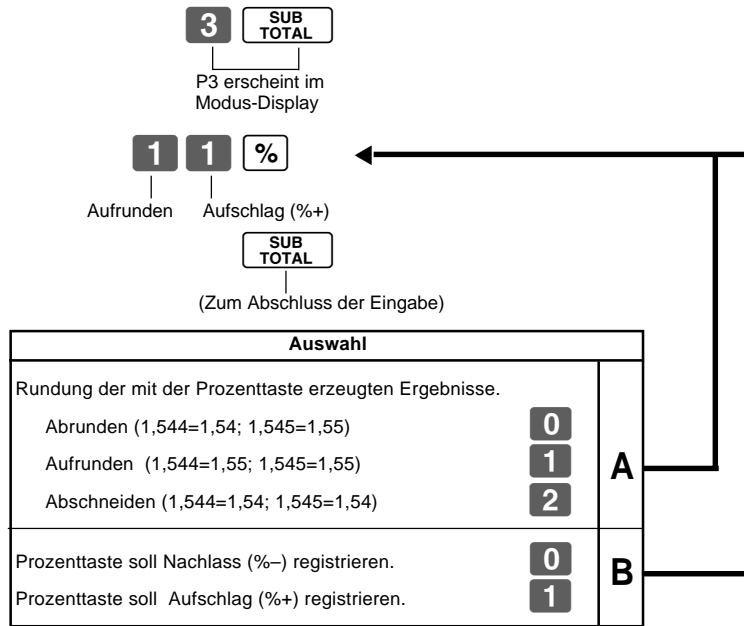 3 SUB TOTAL
P3 erscheint im
Modus-Display
1 1 %
Aufrunden Aufschlag (%+)
SUB
TOTAL
(Zum Abschluss der Eingabe)
Auswahl
Rundung der mit der Prozenttaste erzeugten Ergebnisse.
Abrunden (1,544=1,54; 1,545=1,55) 0
Aufrunden (1,544=1,55; 1,545=1,55) 1
A
Abschneiden (1,544=1,54; 1,545=1,54) 2
Prozenttaste soll Nachlass (%–) registrieren. 0
B
Prozenttaste soll Aufschlag (%+) registrieren. 1